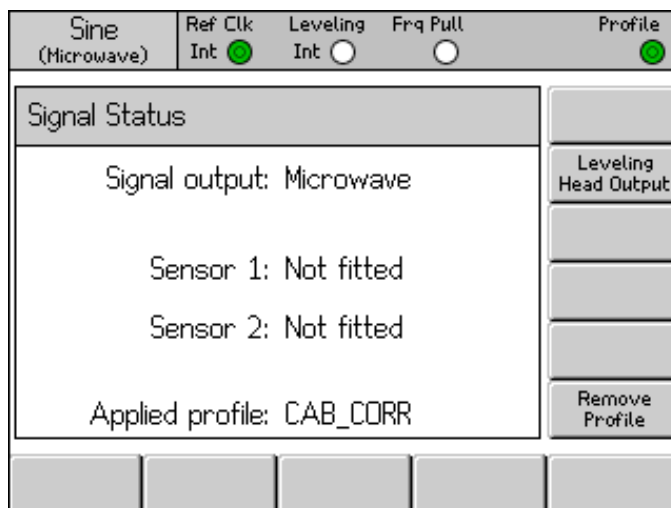 Sine Ref Clk Leveling Frq Pull Profile
(Microwave) Int Int
Signal Status
Signal output: Microwave
Leveling
Head Output
Sensor 1: Not fitted
Sensor 2: Not fitted
Applied profile: CAB_CORR
Remove
Profile